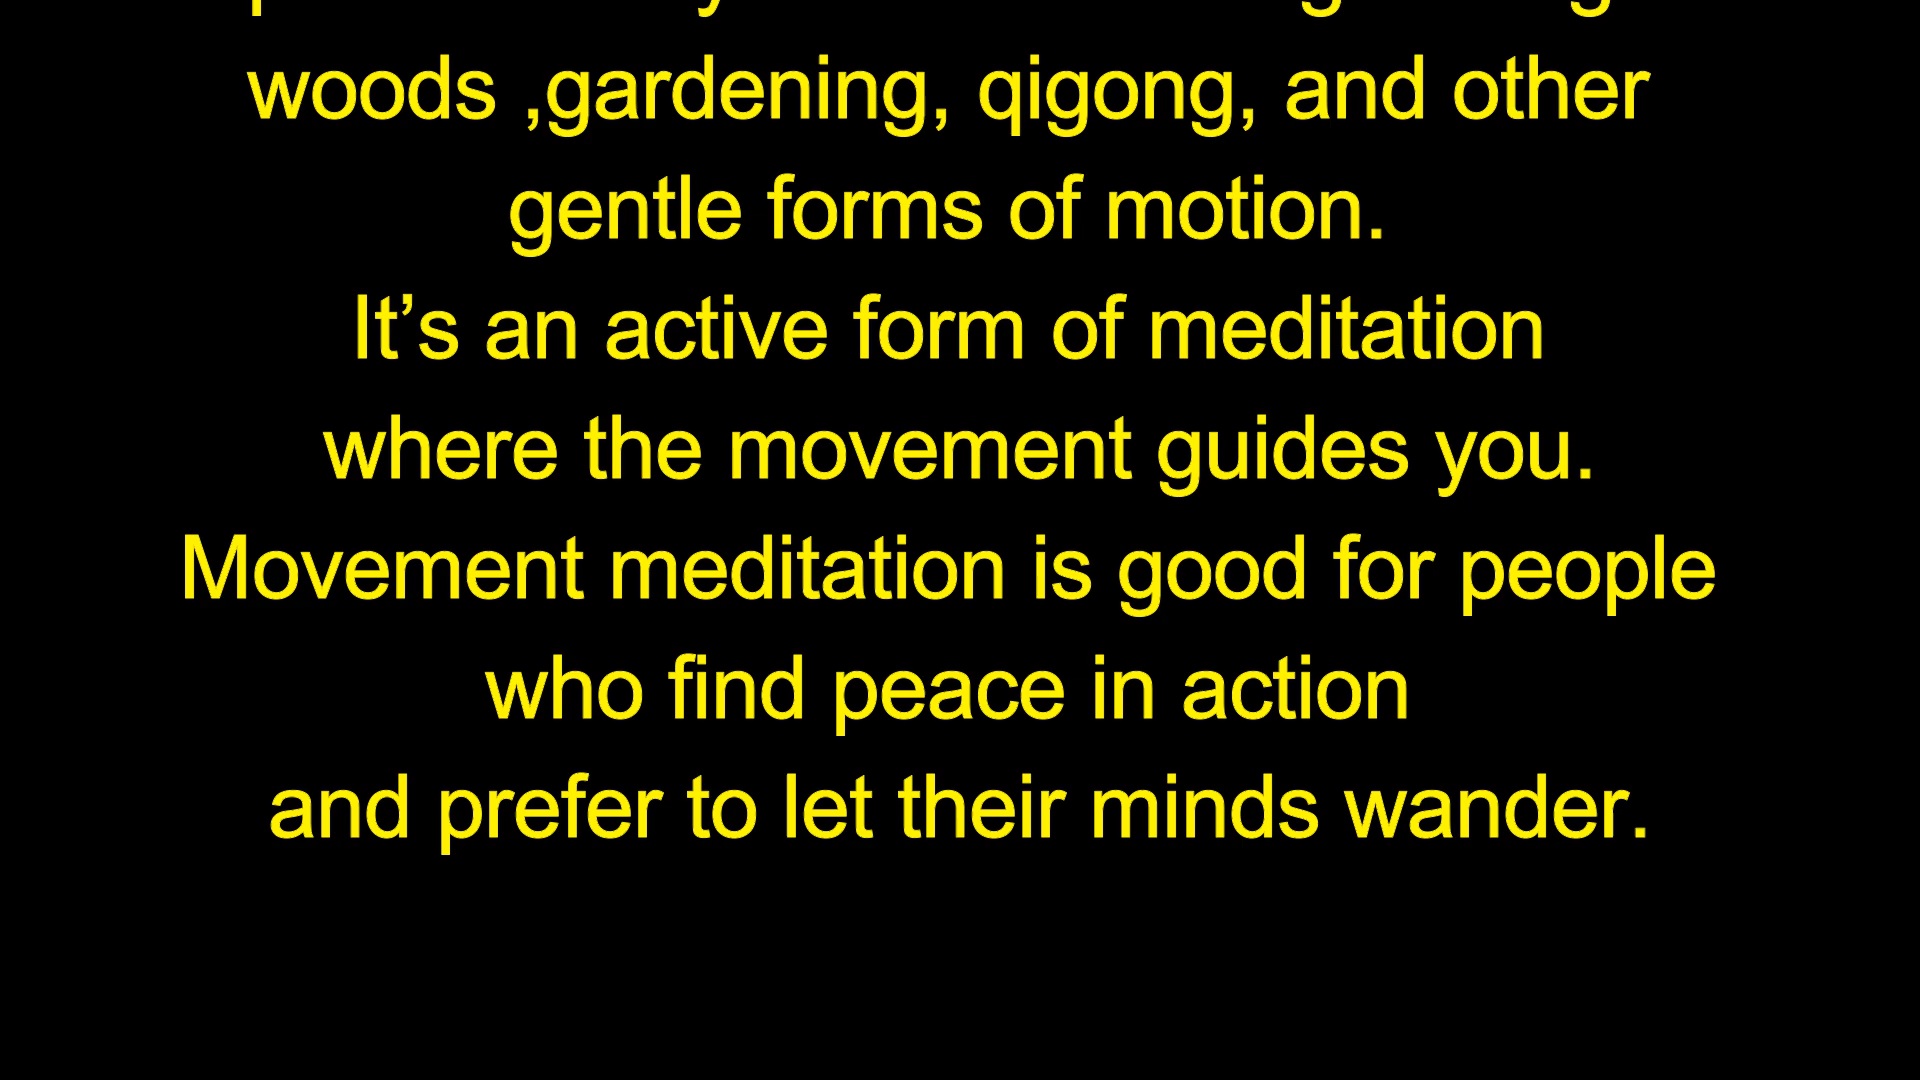 woods ,gardening, qigong, and other
gentle forms of motion.
It’s an active form of meditation
where the movement guides you.
Movement meditation is good for people
who find peace in action
and prefer to let their minds wander.